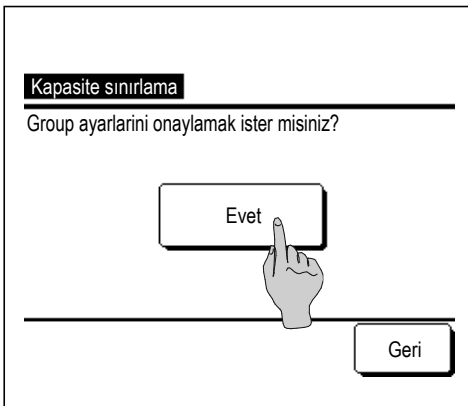 Kapasite sınırlama
Group ayarlarini onaylamak ister misiniz?
Evet
Geri